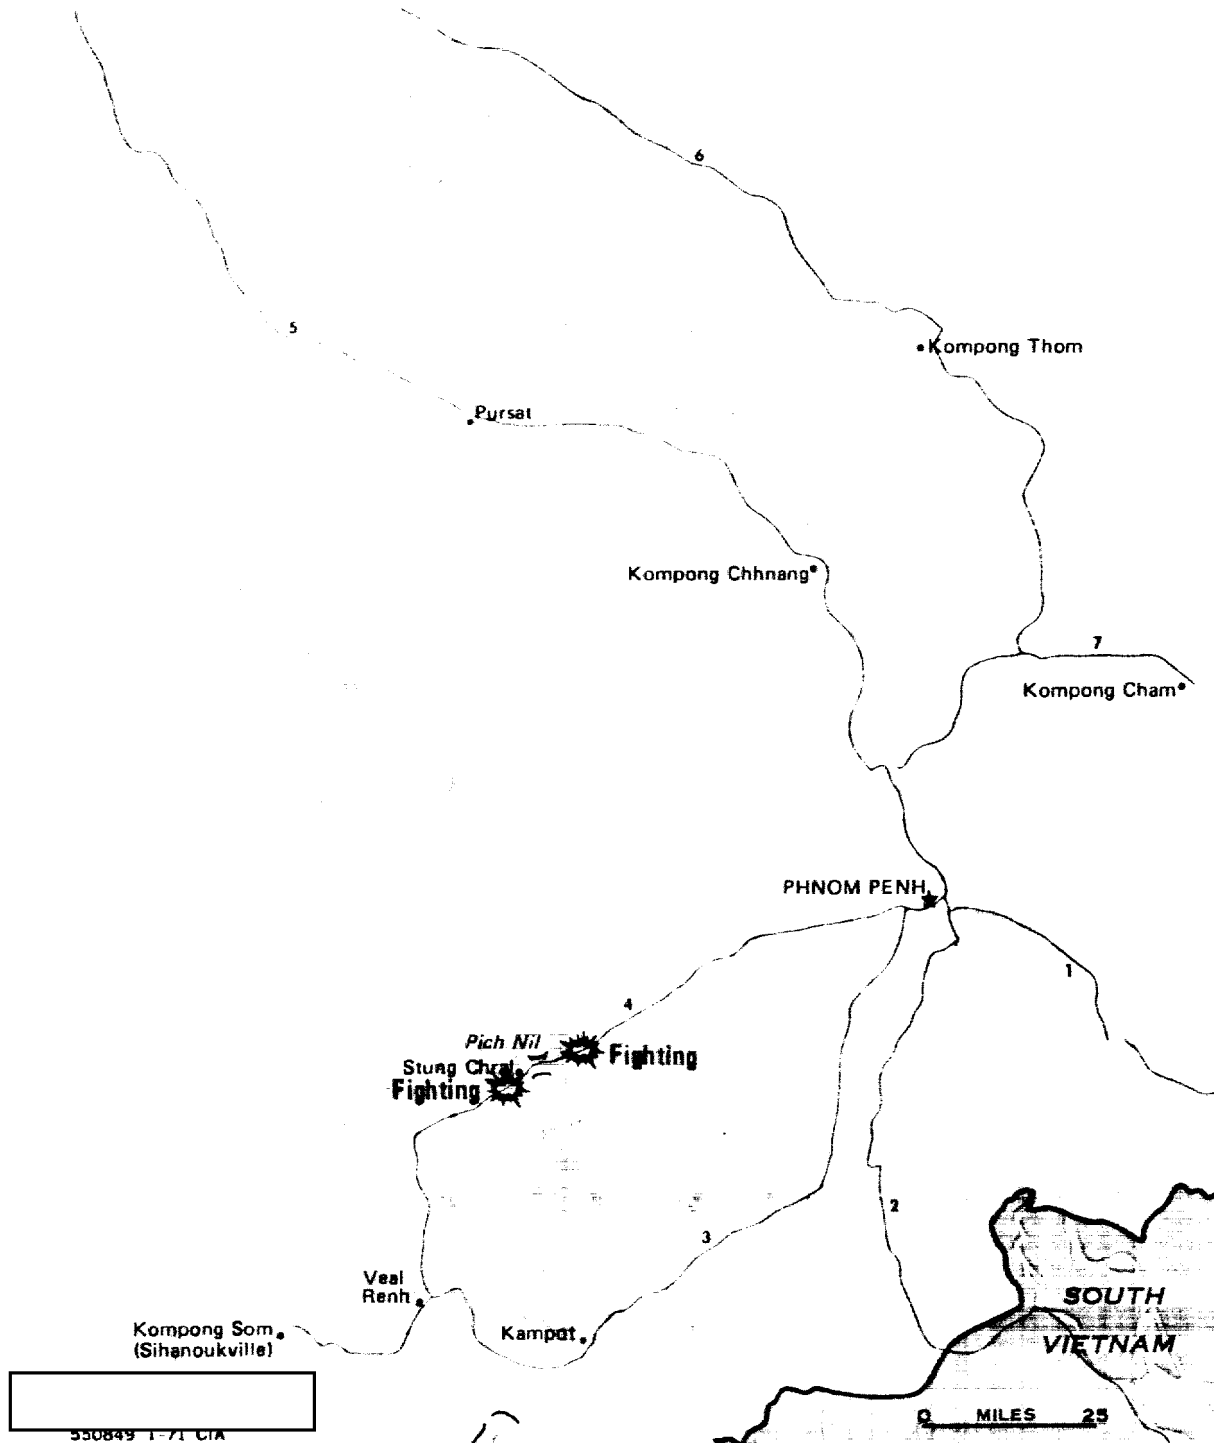 6
5
Kompong Thom
Pursat
Kompong Chhnang
7
Kompong Cham
PHNOM PENH
1
4
Pich Nil
Fighting
Stung Chral
Fighting
2
3
Veal
Renh
SOUTH
VIETNAM
Kompong Som
(Sihanoukville)
Kampot
0 MILES 25
550849 1-71 CIA